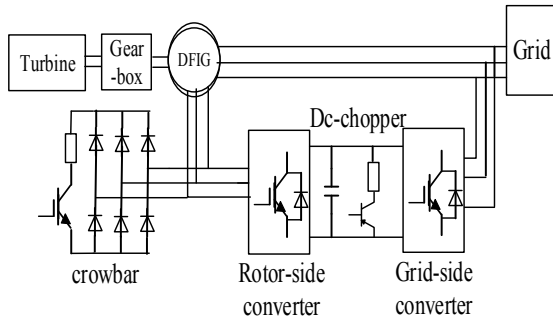 Turbine
Gear
-box
DFIG
Grid
Dc-chopper
crowbar
Rotor-side
converter
Grid-side
converter